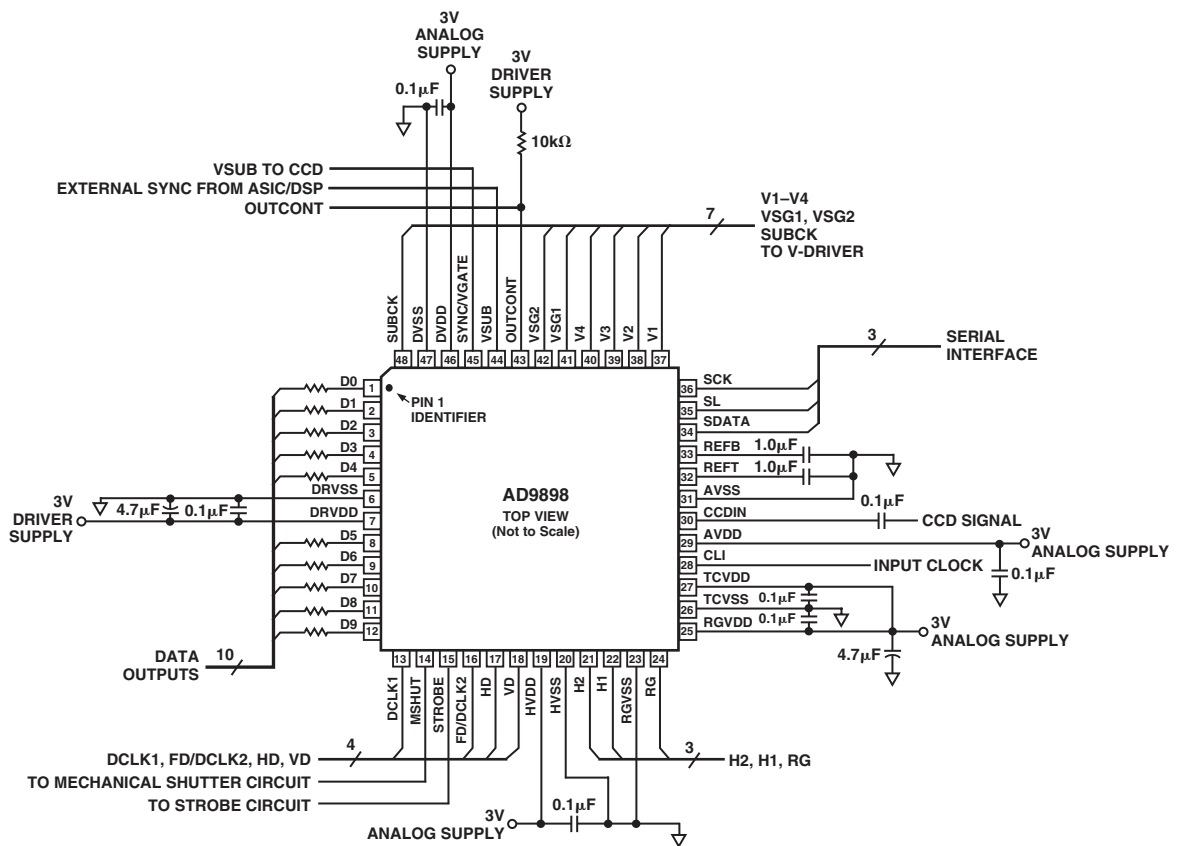 3V
ANALOG
SUPPLY
3V
DRIVER
SUPPLY
0.1μF
10kΩ
VSUB TO CCD
EXTERNAL SYNC FROM ASIC/DSP
OUTCONT
7
V1–V4
VSG1, VSG2
SUBCK
TO V-DRIVER
SUBCK
DVSS
DVDD
SYNC/VGATE
VSUB
OUTCONT
VSG2
VSG1
V4
V3
V2
V1
48
47
46
45
44
43
42
41
40
39
38
37
3
SERIAL
INTERFACE
D0
D1
D2
D3
D4
DRVSS
DRVDD
D5
D6
D7
D8
D9
1
2
3
4
5
6
7
8
9
10
11
12
3V
DRIVER
SUPPLY
4.7μF
0.1μF
DATA
OUTPUTS
10
PIN 1
IDENTIFIER
AD9898
TOP VIEW
(Not to Scale)
36
35
34
33
32
31
30
29
28
27
26
25
SCK
SL
SDATA
REFB
REFT
AVSS
CCDIN
AVDD
CLI
TCVDD
TCVSS
RGVDD
1.0μF
1.0μF
0.1μF
CCD SIGNAL
3V
ANALOG SUPPLY
INPUT CLOCK
0.1μF
0.1μF
0.1μF
3V
ANALOG SUPPLY
4.7μF
13
14
15
16
17
18
19
20
21
22
23
24
DCLK1
MSHUT
STROBE
FD/DCLK2
HD
VD
HVDD
HVSS
H2
H1
RGVSS
RG
DCLK1, FD/DCLK2, HD, VD
4
TO MECHANICAL SHUTTER CIRCUIT
TO STROBE CIRCUIT
3
H2, H1, RG
3V
ANALOG SUPPLY
0.1μF